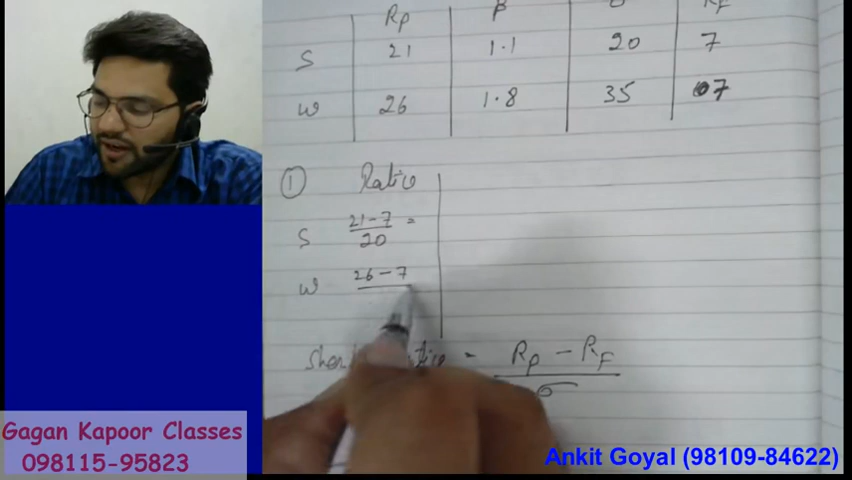 Rp β σ RF
S 21 1.1 20 7
W 26 1.8 35 07
① Ratio
S 21-7 =
20
W 26-7
Rp - RF
=
σ
Gagan Kapoor Classes
098115-95823
Ankit Goyal (98109-84622)